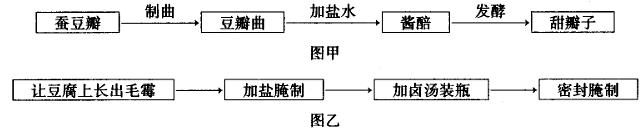 蚕豆瓣 制曲 豆瓣曲 加盐水 酱醅 发酵 甜瓣子
图甲
让豆腐上长出毛霉 加盐腌制 加卤汤装瓶 密封腌制
图乙